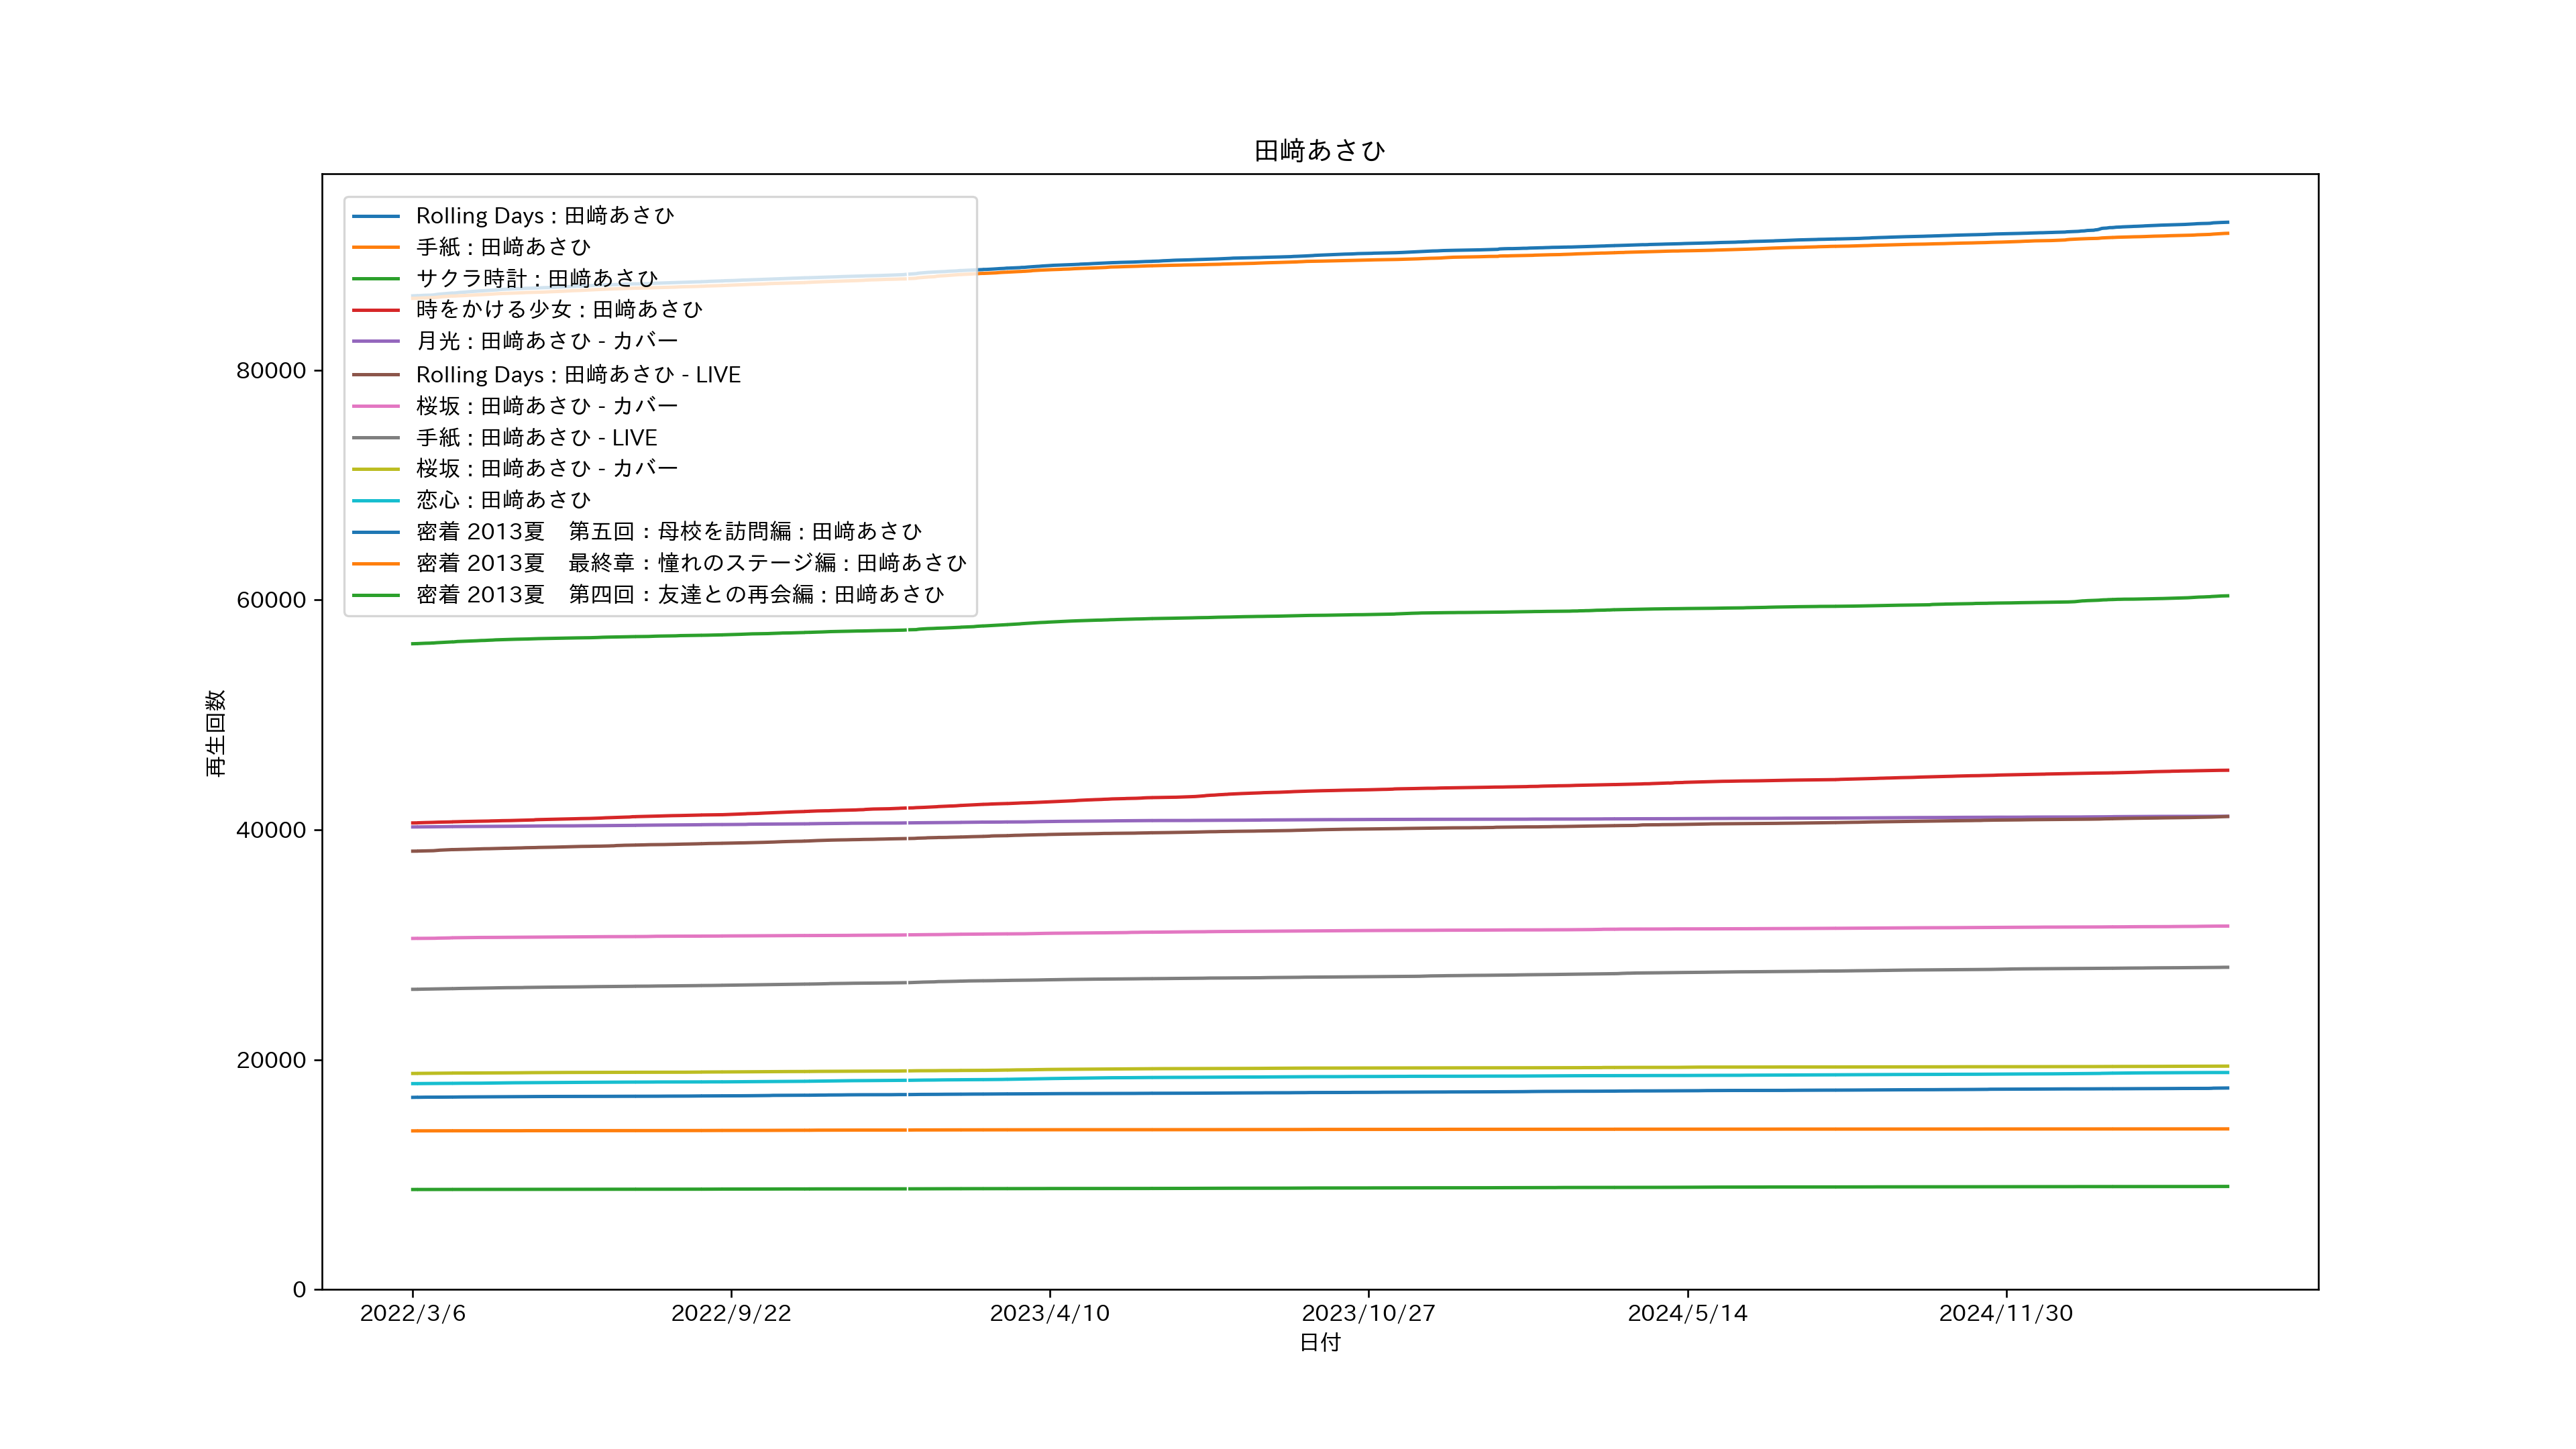 田﨑あさひ
Rolling Days : 田﨑あさひ
手紙 : 田﨑あさひ
サクラ時計 : 田﨑あさひ
時をかける少女 : 田﨑あさひ
月光 : 田﨑あさひ - カバー
Rolling Days : 田﨑あさひ - LIVE
桜坂 : 田﨑あさひ - カバー
手紙 : 田﨑あさひ - LIVE
桜坂 : 田﨑あさひ - カバー
恋心 : 田﨑あさひ
密着 2013夏　第五回：母校を訪問編 : 田﨑あさひ
密着 2013夏　最終章：憧れのステージ編 : 田﨑あさひ
密着 2013夏　第四回：友達との再会編 : 田﨑あさひ
80000
60000
40000
20000
0
再生回数
2022/3/6 2022/9/22 2023/4/10 2023/10/27 2024/5/14 2024/11/30
日付